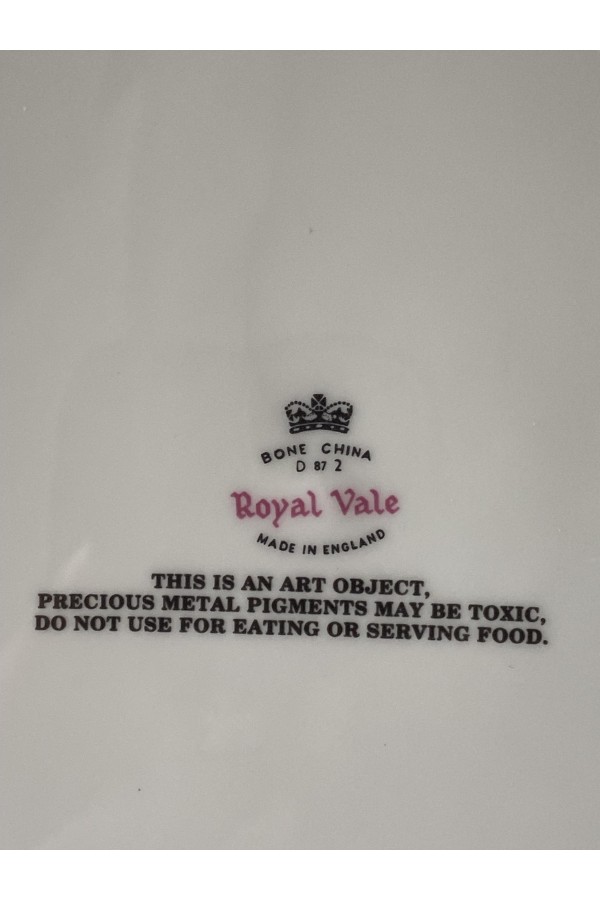 BONE CHINA
D 87 2
Royal Vale
MADE IN ENGLAND
THIS IS AN ART OBJECT,
PRECIOUS METAL PIGMENTS MAY BE TOXIC,
DO NOT USE FOR EATING OR SERVING FOOD.